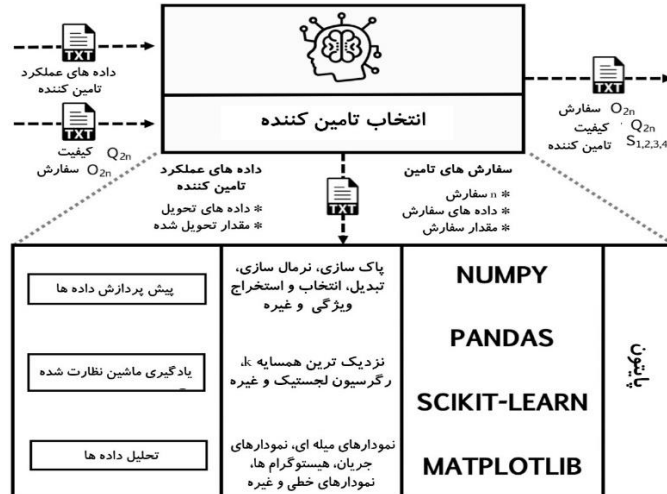 TXT
داده های عملکرد
تامین کننده
TXT
کیفیت Q2n
سفارش O2n
انتخاب تامین کننده
TXT
سفارش O2n
کیفیت Q2n
تامین کننده S1,2,3,4
داده های عملکرد
تامین کننده
* داده های تحویل
* مقدار تحویل شده
TXT
سفارش های تامین
* n سفارش
* داده های سفارش
* مقدار سفارش
پیش پردازش داده ها
پاک سازی، نرمال سازی،
تبدیل، انتخاب و استخراج
ویژگی و غیره
یادگیری ماشین نظارت شده
نزدیک ترین همسایه k،
رگرسیون لجستیک و غیره
تحلیل داده ها
نمودارهای میله ای، نمودارهای
جریان، هیستوگرام ها،
نمودارهای خطی و غیره
NUMPY
PANDAS
SCIKIT-LEARN
MATPLOTLIB
پایتون